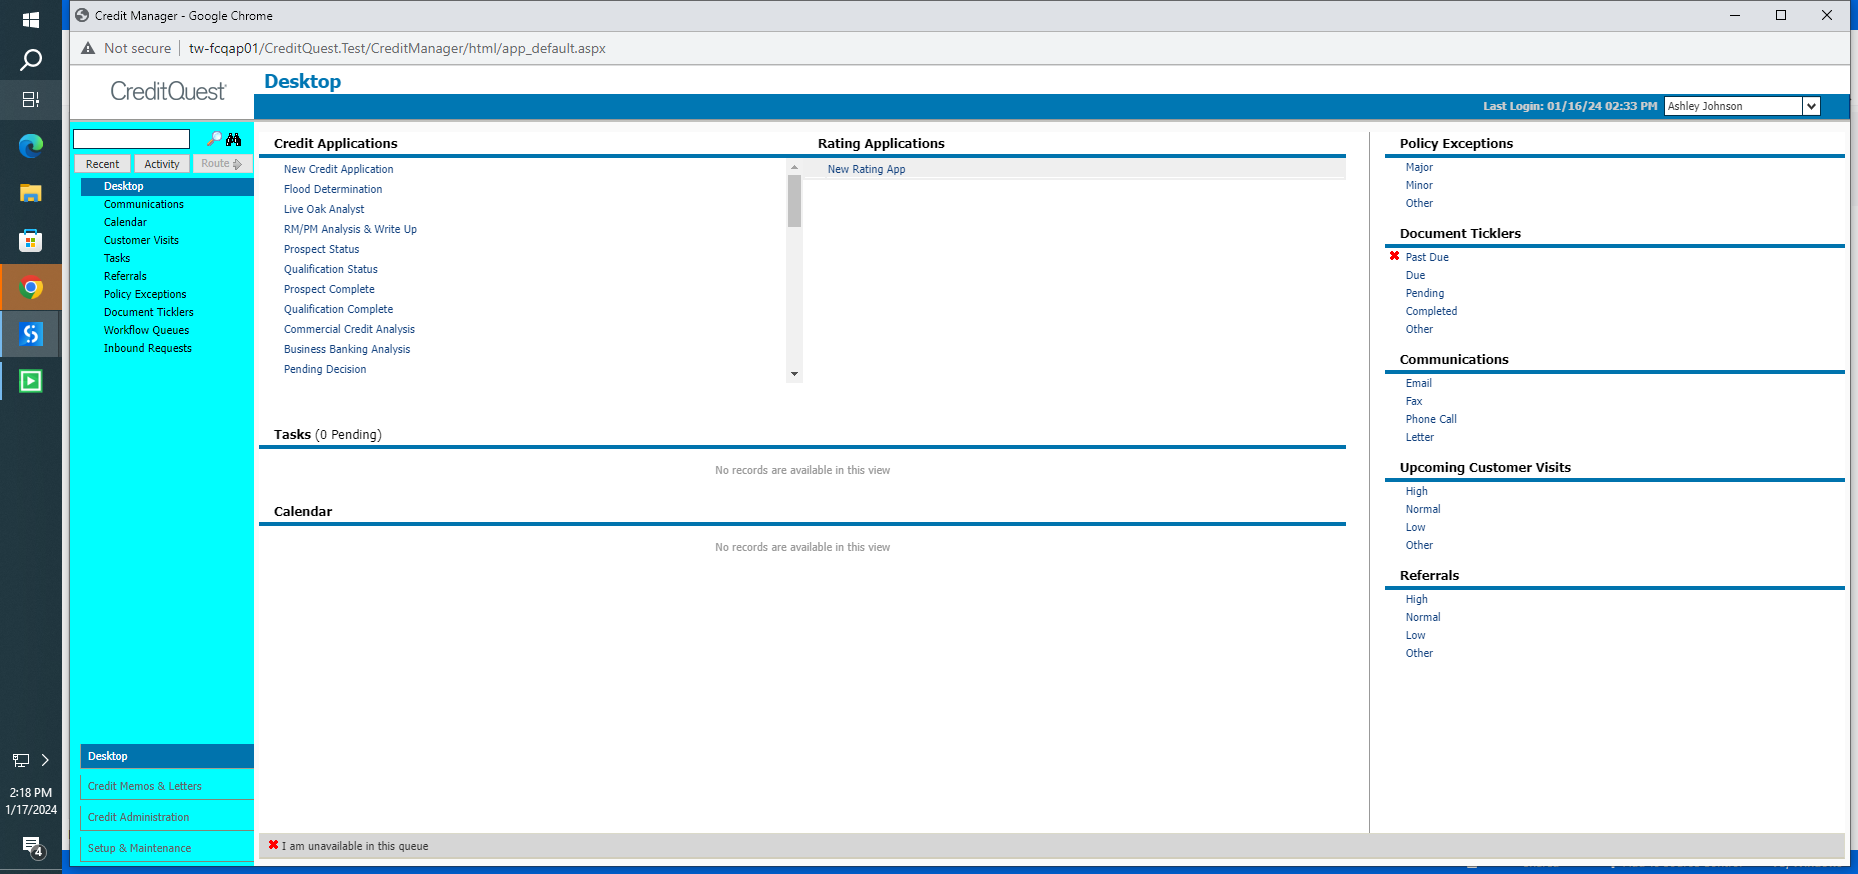 Credit Manager - Google Chrome
Not secure
tw-fcqap01/CreditQuest.Test/CreditManager/html/app_default.aspx
CreditQuest
Desktop
Last Login: 01/16/24 02:33 PM
Ashley Johnson
Recent
Activity
Route
Desktop
Communications
Calendar
Customer Visits
Tasks
Referrals
Policy Exceptions
Document Ticklers
Workflow Queues
Inbound Requests
Desktop
Credit Memos & Letters
Credit Administration
Setup & Maintenance
Credit Applications
New Credit Application
Flood Determination
Live Oak Analyst
RM/PM Analysis & Write Up
Prospect Status
Qualification Status
Prospect Complete
Qualification Complete
Commercial Credit Analysis
Business Banking Analysis
Pending Decision
Rating Applications
New Rating App
Tasks (0 Pending)
No records are available in this view
Calendar
No records are available in this view
Policy Exceptions
Major
Minor
Other
Document Ticklers
Past Due
Due
Pending
Completed
Other
Communications
Email
Fax
Phone Call
Letter
Upcoming Customer Visits
High
Normal
Low
Other
Referrals
High
Normal
Low
Other
I am unavailable in this queue
2:18 PM
1/17/2024
4